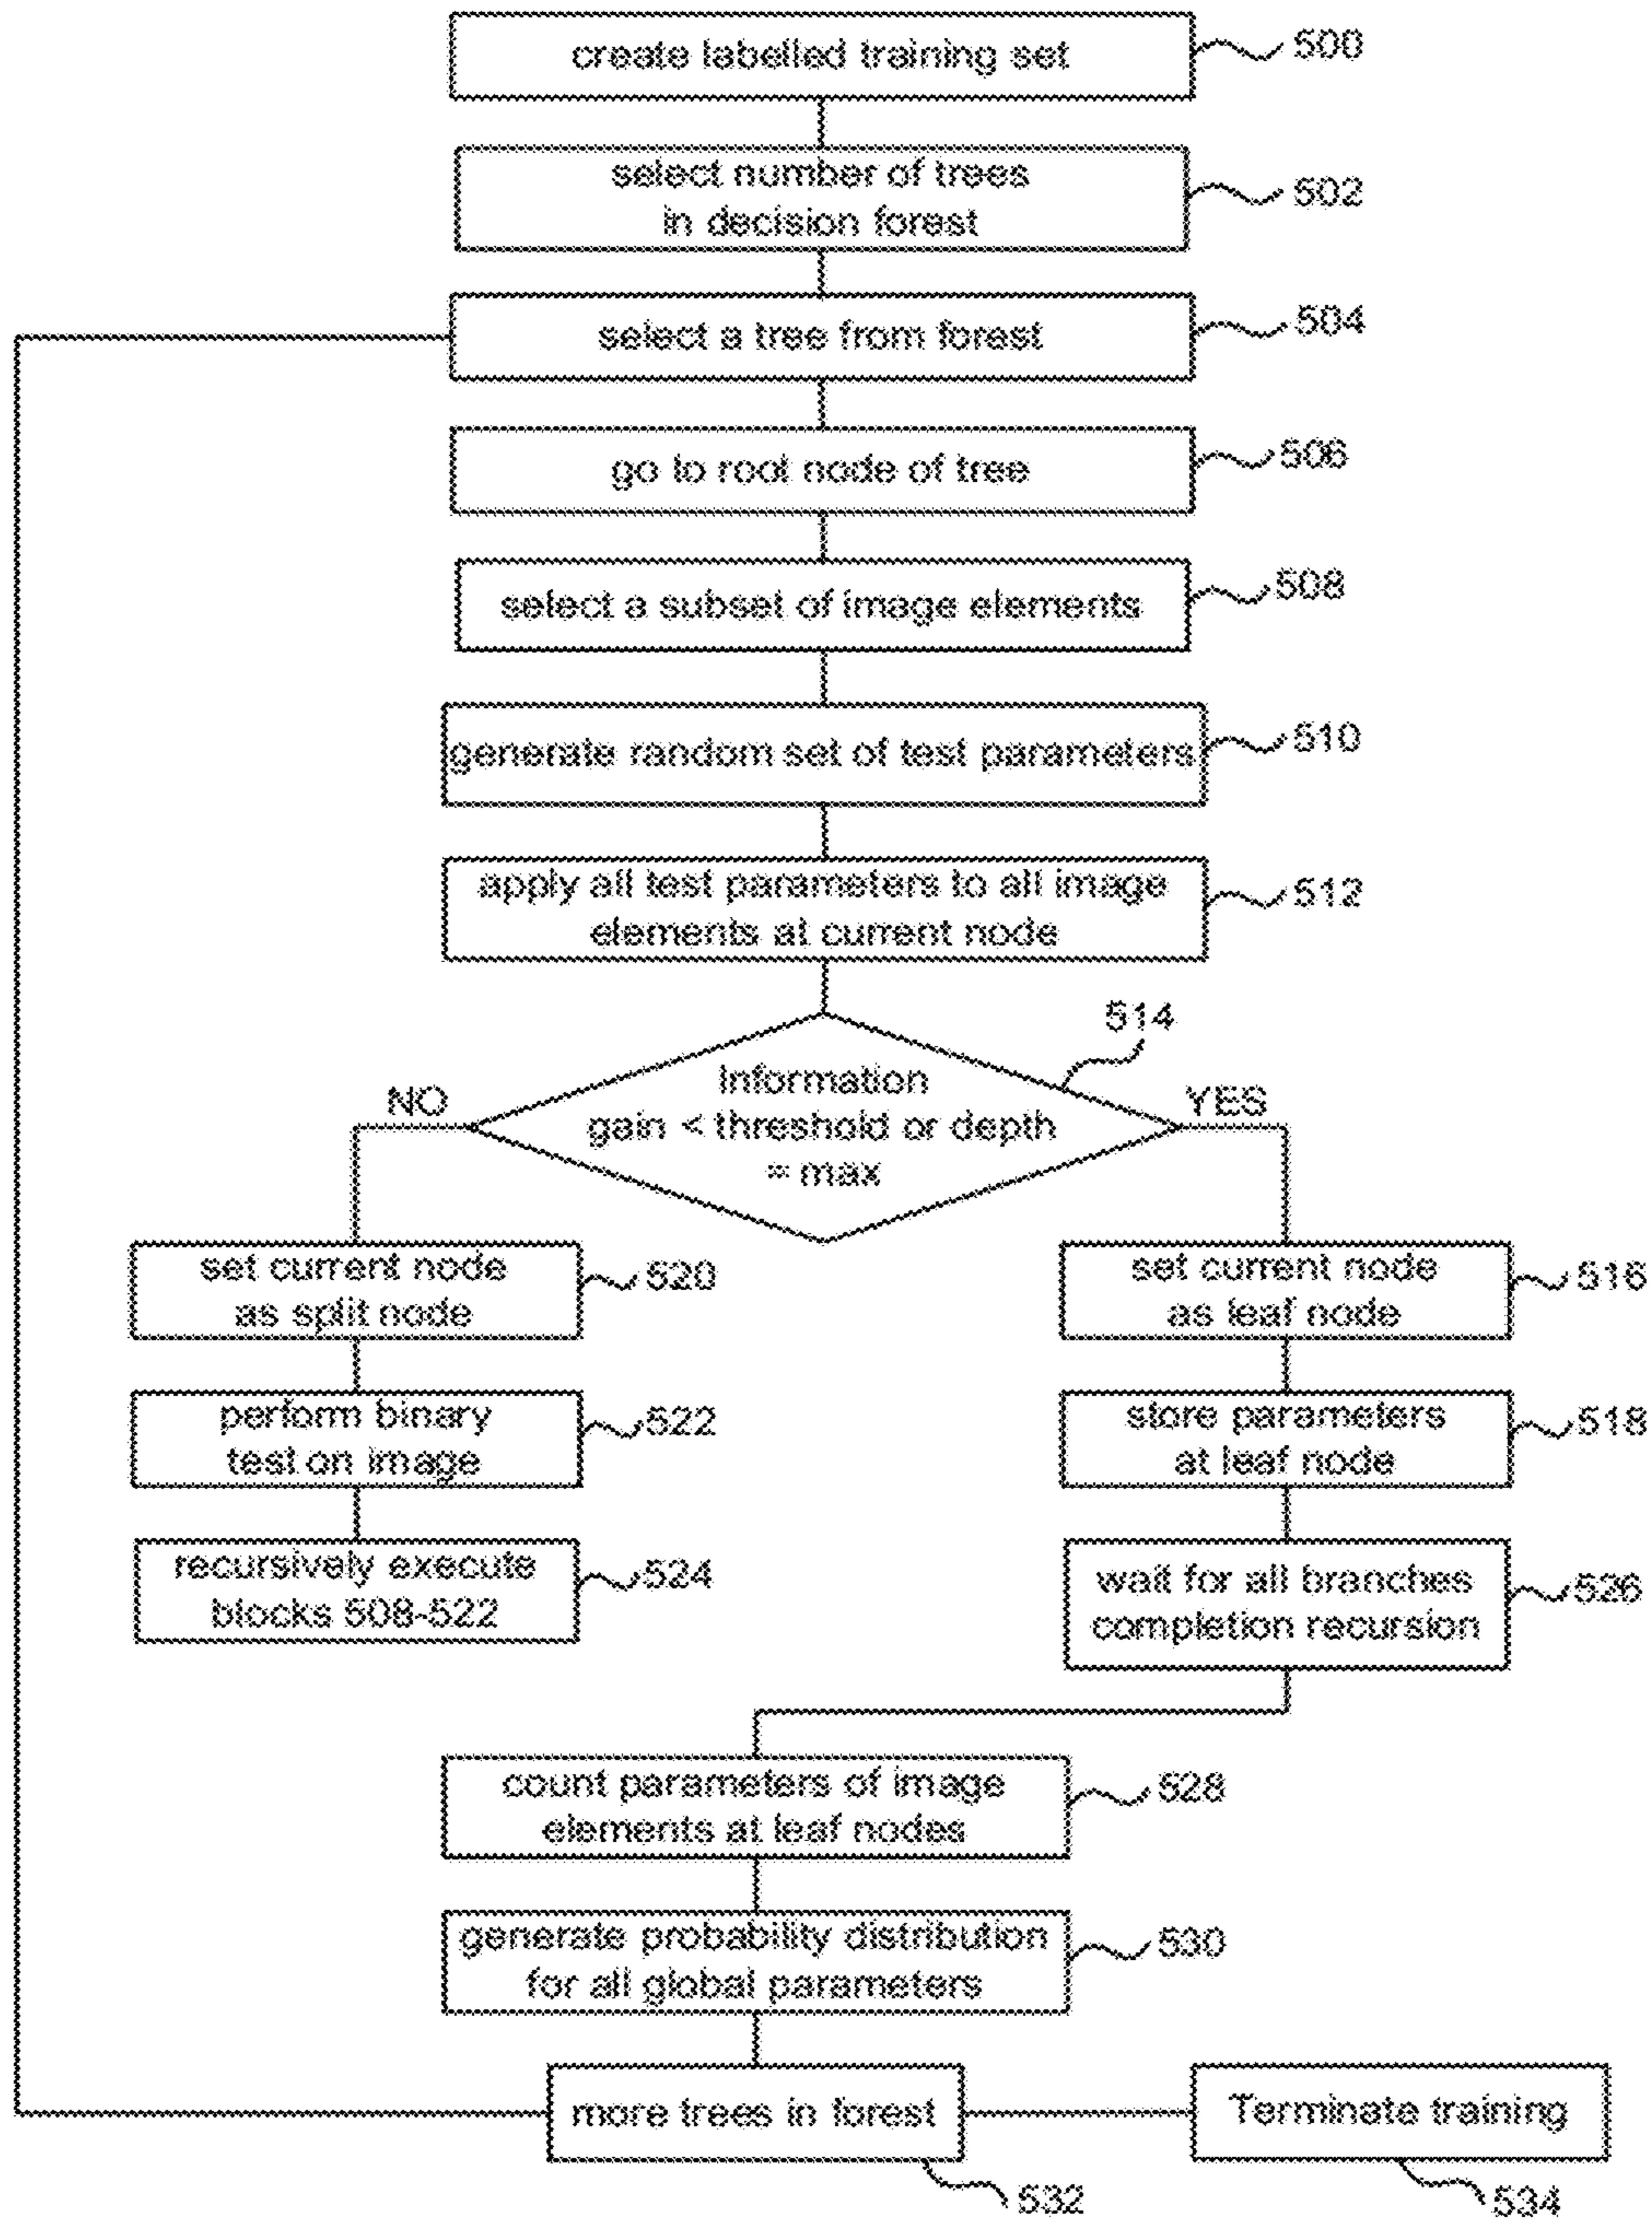 create labelled training set
500
select number of trees
in decision forest
502
select a tree from forest
504
go to root node of tree
506
select a subset of image elements
508
generate random set of test parameters
510
apply all test parameters to all image
elements at current node
512
514
Information
gain < threshold or depth
= max
NO
YES
set current node
as split node
520
set current node
as leaf node
516
perform binary
test on image
522
store parameters
at leaf node
518
recursively execute
blocks 508-522
524
wait for all branches
completion recursion
526
count parameters of image
elements at leaf nodes
528
generate probability distribution
for all global parameters
530
more trees in forest
532
Terminate training
534